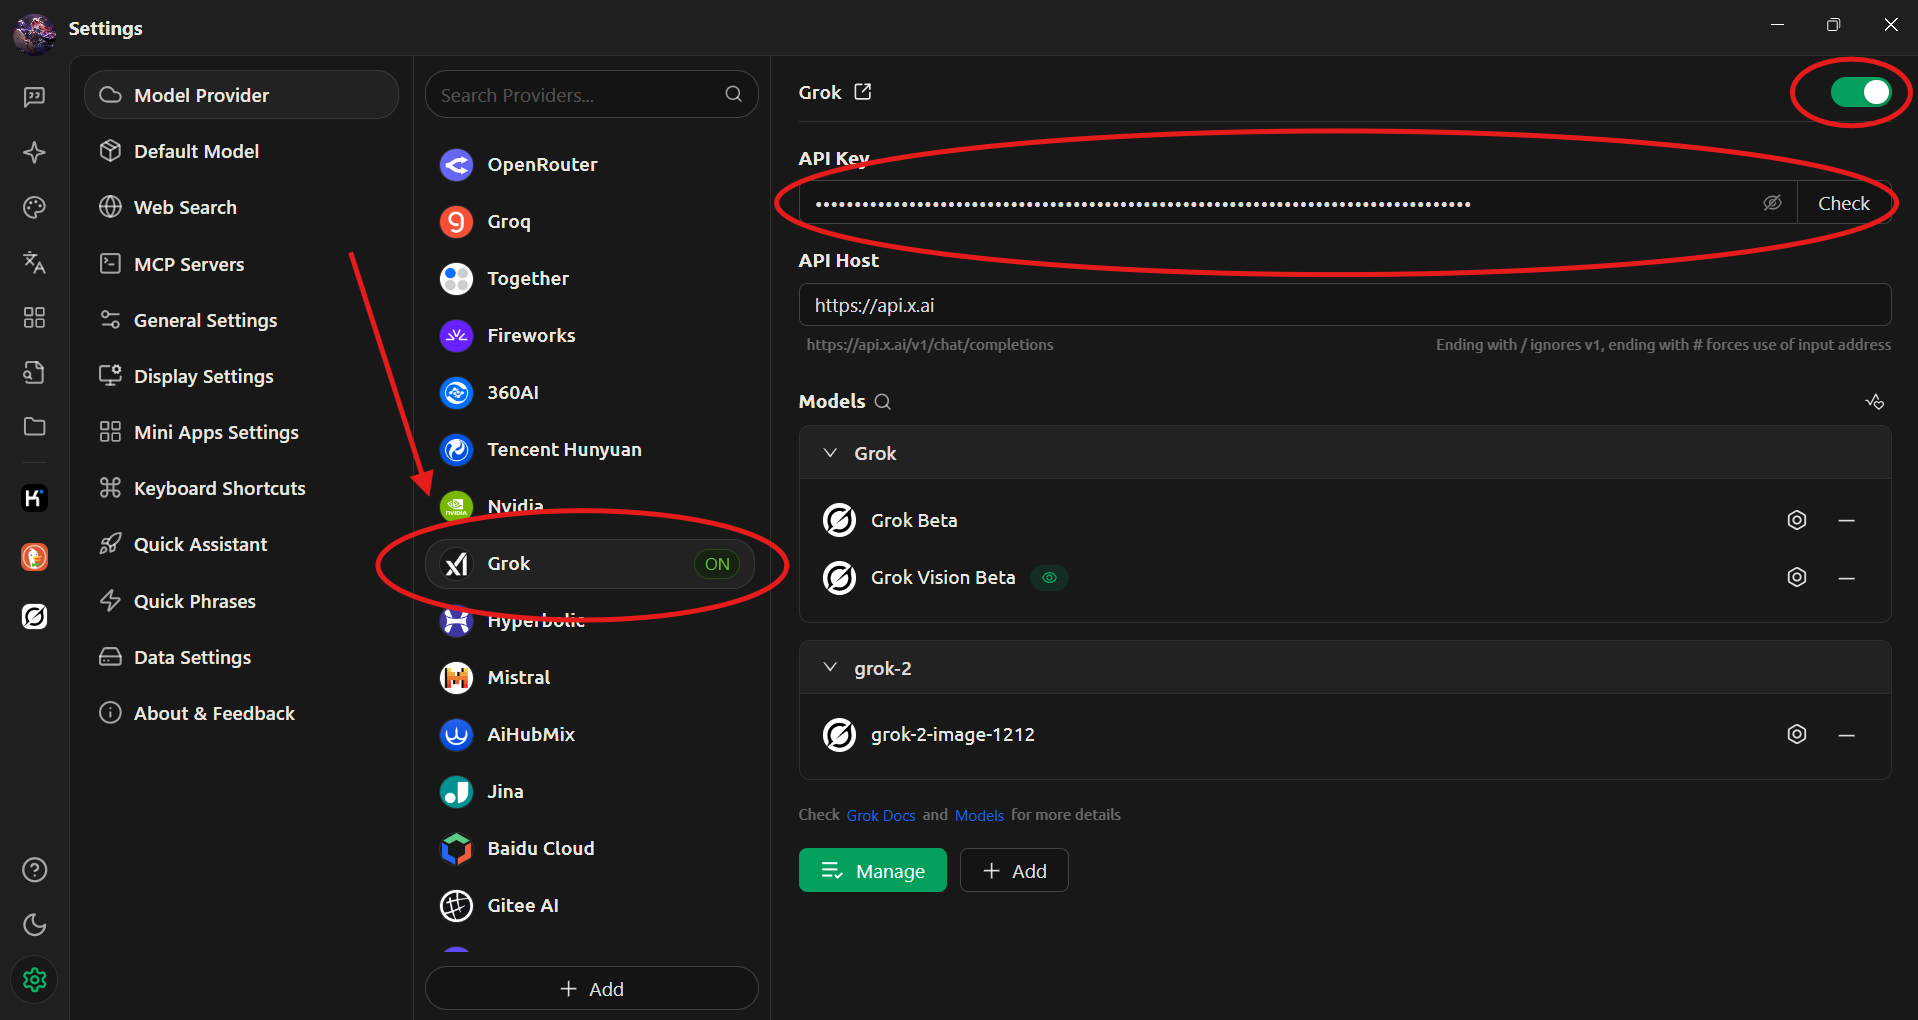 Settings
Model Provider
Default Model
Web Search
MCP Servers
General Settings
Display Settings
Mini Apps Settings
Keyboard Shortcuts
Quick Assistant
Quick Phrases
Data Settings
About & Feedback
Search Providers...
OpenRouter
Groq
Together
Fireworks
360AI
Tencent Hunyuan
Nvidia
Grok ON
Hyperbolic
Mistral
AiHubMix
Jina
Baidu Cloud
Gitee AI
Add
Grok
API Key
Check
API Host
https://api.x.ai
https://api.x.ai/v1/chat/completions Ending with / ignores v1, ending with # forces use of input address
Models
Grok
Grok Beta
Grok Vision Beta
grok-2
grok-2-image-1212
Check Grok Docs and Models for more details
Manage Add